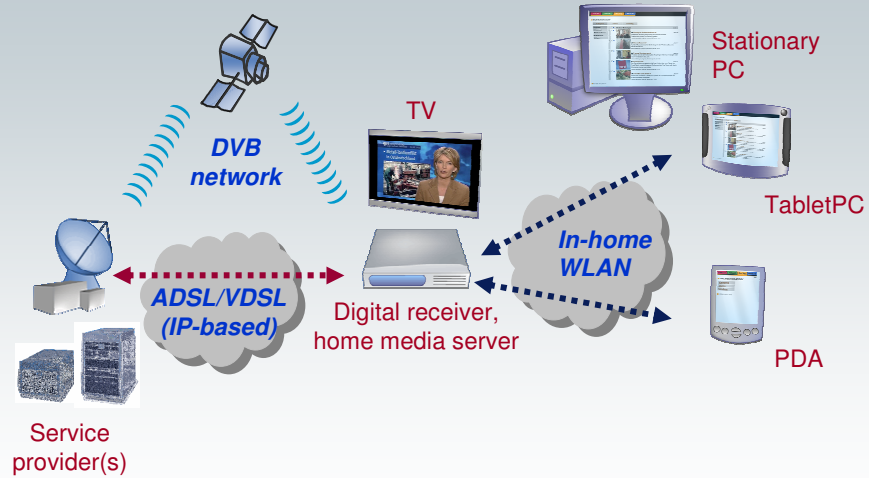 Stationary
PC
TV
DVB
network
TabletPC
In-home
WLAN
ADSL/VDSL
(IP-based)
Digital receiver,
home media server
PDA
Service
provider(s)